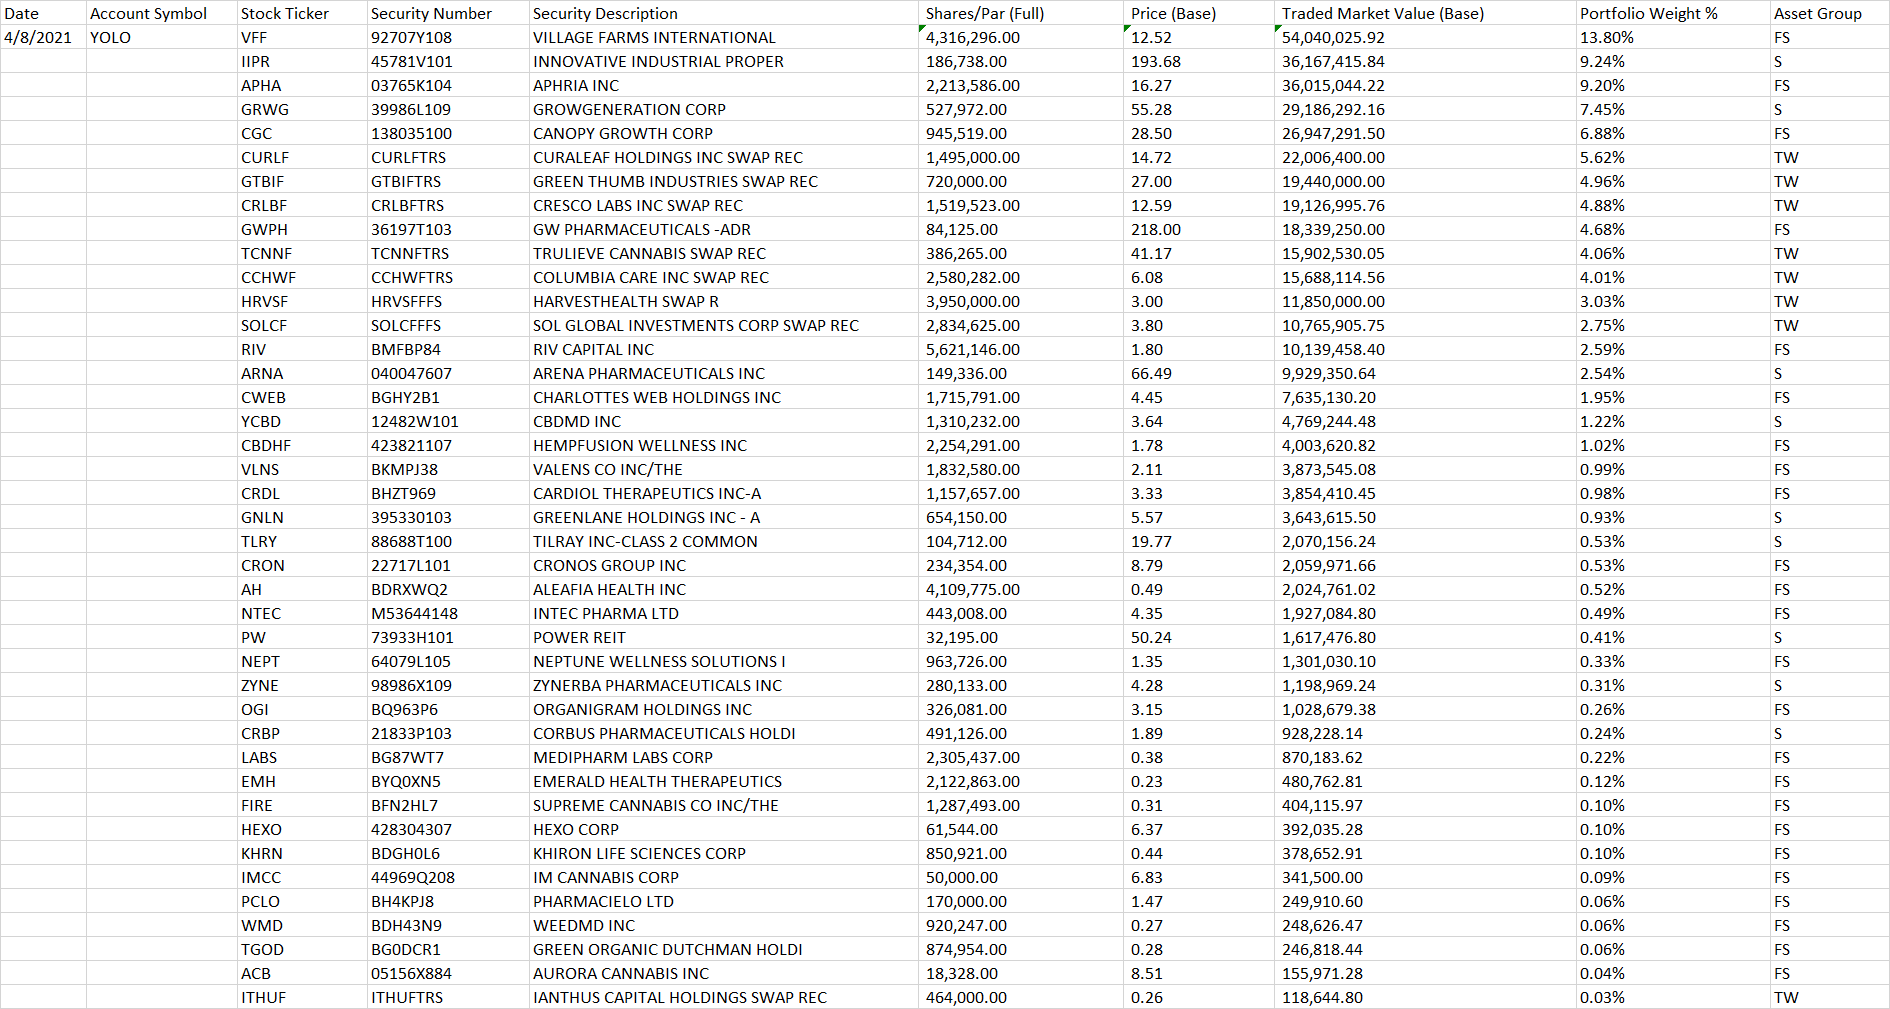 Date Account Symbol Stock Ticker Security Number Security Description Shares/Par (Full) Price (Base) Traded Market Value (Base) Portfolio Weight % Asset Group
4/8/2021 YOLO VFF 92707Y108 VILLAGE FARMS INTERNATIONAL 4,316,296.00 12.52 54,040,025.92 13.80% FS
IIPR 45781V101 INNOVATIVE INDUSTRIAL PROPER 186,738.00 193.68 36,167,415.84 9.24% S
APHA 03765K104 APHRIA INC 2,213,586.00 16.27 36,015,044.22 9.20% FS
GRWG 39986L109 GROWGENERATION CORP 527,972.00 55.28 29,186,292.16 7.45% S
CGC 138035100 CANOPY GROWTH CORP 945,519.00 28.50 26,947,291.50 6.88% FS
CURLF CURLFTRS CURALEAF HOLDINGS INC SWAP REC 1,495,000.00 14.72 22,006,400.00 5.62% TW
GTBIF GTBIFTRS GREEN THUMB INDUSTRIES SWAP REC 720,000.00 27.00 19,440,000.00 4.96% TW
CRLBF CRLBFTRS CRESCO LABS INC SWAP REC 1,519,523.00 12.59 19,126,995.76 4.88% TW
GWPH 36197T103 GW PHARMACEUTICALS -ADR 84,125.00 218.00 18,339,250.00 4.68% FS
TCNNF TCNNFTRS TRULIEVE CANNABIS SWAP REC 386,265.00 41.17 15,902,530.05 4.06% TW
CCHWF CCHWFTRS COLUMBIA CARE INC SWAP REC 2,580,282.00 6.08 15,688,114.56 4.01% TW
HRVSF HRVSFFFS HARVESTHEALTH SWAP R 3,950,000.00 3.00 11,850,000.00 3.03% TW
SOLCF SOLCFFFS SOL GLOBAL INVESTMENTS CORP SWAP REC 2,834,625.00 3.80 10,765,905.75 2.75% TW
RIV BMFBP84 RIV CAPITAL INC 5,621,146.00 1.80 10,139,458.40 2.59% FS
ARNA 040047607 ARENA PHARMACEUTICALS INC 149,336.00 66.49 9,929,350.64 2.54% S
CWEB BGHY2B1 CHARLOTTES WEB HOLDINGS INC 1,715,791.00 4.45 7,635,130.20 1.95% FS
YCBD 12482W101 CBDMD INC 1,310,232.00 3.64 4,769,244.48 1.22% S
CBDHF 423821107 HEMPFUSION WELLNESS INC 2,254,291.00 1.78 4,003,620.82 1.02% FS
VLNS BKMPJ38 VALENS CO INC/THE 1,832,580.00 2.11 3,873,545.08 0.99% FS
CRDL BHZT969 CARDIOL THERAPEUTICS INC-A 1,157,657.00 3.33 3,854,410.45 0.98% FS
GNLN 395330103 GREENLANE HOLDINGS INC - A 654,150.00 5.57 3,643,615.50 0.93% S
TLRY 88688T100 TILRAY INC-CLASS 2 COMMON 104,712.00 19.77 2,070,156.24 0.53% S
CRON 22717L101 CRONOS GROUP INC 234,354.00 8.79 2,059,971.66 0.53% FS
AH BDRXWQ2 ALEAFIA HEALTH INC 4,109,775.00 0.49 2,024,761.02 0.52% FS
NTEC M53644148 INTEC PHARMA LTD 443,008.00 4.35 1,927,084.80 0.49% FS
PW 73933H101 POWER REIT 32,195.00 50.24 1,617,476.80 0.41% S
NEPT 64079L105 NEPTUNE WELLNESS SOLUTIONS I 963,726.00 1.35 1,301,030.10 0.33% FS
ZYNE 98986X109 ZYNERBA PHARMACEUTICALS INC 280,133.00 4.28 1,198,969.24 0.31% S
OGI BQ963P6 ORGANIGRAM HOLDINGS INC 326,081.00 3.15 1,028,679.38 0.26% FS
CRBP 21833P103 CORBUS PHARMACEUTICALS HOLDI 491,126.00 1.89 928,228.14 0.24% S
LABS BG87WT7 MEDIPHARM LABS CORP 2,305,437.00 0.38 870,183.62 0.22% FS
EMH BYQ0XN5 EMERALD HEALTH THERAPEUTICS 2,122,863.00 0.23 480,762.81 0.12% FS
FIRE BFN2HL7 SUPREME CANNABIS CO INC/THE 1,287,493.00 0.31 404,115.97 0.10% FS
HEXO 428304307 HEXO CORP 61,544.00 6.37 392,035.28 0.10% FS
KHRN BDGH0L6 KHIRON LIFE SCIENCES CORP 850,921.00 0.44 378,652.91 0.10% FS
IMCC 44969Q208 IM CANNABIS CORP 50,000.00 6.83 341,500.00 0.09% FS
PCLO BH4KPJ8 PHARMACIELO LTD 170,000.00 1.47 249,910.60 0.06% FS
WMD BDH43N9 WEEDMD INC 920,247.00 0.27 248,626.47 0.06% FS
TGOD BG0DCR1 GREEN ORGANIC DUTCHMAN HOLDI 874,954.00 0.28 246,818.44 0.06% FS
ACB 05156X884 AURORA CANNABIS INC 18,328.00 8.51 155,971.28 0.04% FS
ITHUF ITHUFTRS IANTHUS CAPITAL HOLDINGS SWAP REC 464,000.00 0.26 118,644.80 0.03% TW